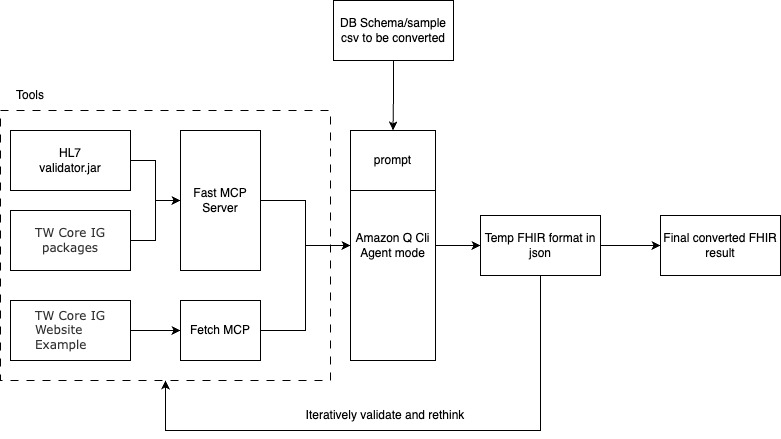 DB Schema/sample
csv to be converted
Tools
HL7
validator.jar
TW Core IG
packages
Fast MCP
Server
TW Core IG
Website
Example
Fetch MCP
prompt
Amazon Q Cli
Agent mode
Temp FHIR format in
json
Final converted FHIR
result
Iteratively validate and rethink